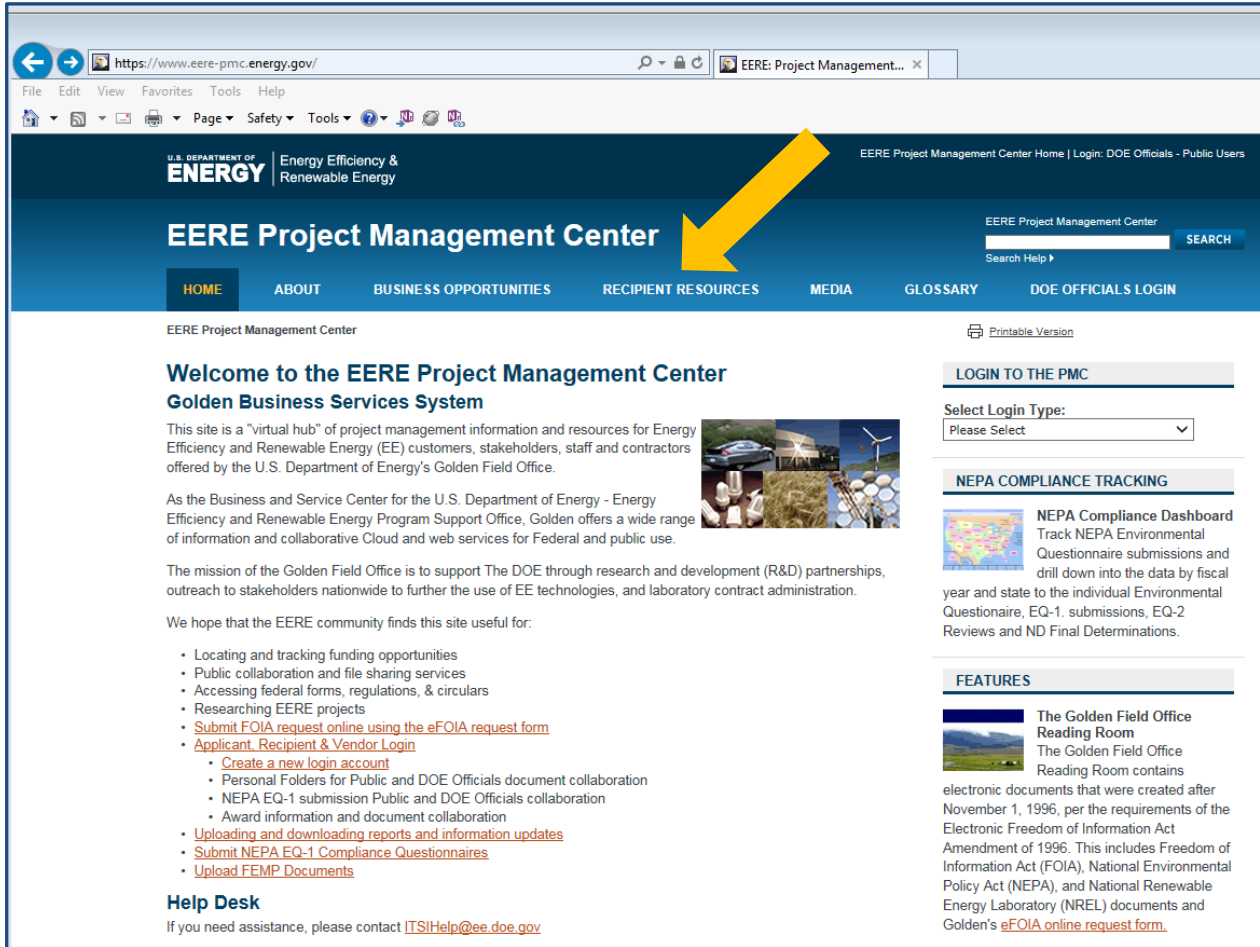 https://www.eere-pmc.energy.gov/
EERE: Project Management...
File Edit View Favorites Tools Help
Page Safety Tools
U.S. DEPARTMENT OF
ENERGY
Energy Efficiency &
Renewable Energy
EERE Project Management Center Home | Login: DOE Officials - Public Users
EERE Project Management Center
EERE Project Management Center
SEARCH
Search Help
HOME ABOUT BUSINESS OPPORTUNITIES RECIPIENT RESOURCES MEDIA GLOSSARY DOE OFFICIALS LOGIN
EERE Project Management Center
Printable Version
Welcome to the EERE Project Management Center
Golden Business Services System
This site is a "virtual hub" of project management information and resources for Energy
Efficiency and Renewable Energy (EE) customers, stakeholders, staff and contractors
offered by the U.S. Department of Energy's Golden Field Office.
As the Business and Service Center for the U.S. Department of Energy - Energy
Efficiency and Renewable Energy Program Support Office, Golden offers a wide range
of information and collaborative Cloud and web services for Federal and public use.
The mission of the Golden Field Office is to support The DOE through research and development (R&D) partnerships,
outreach to stakeholders nationwide to further the use of EE technologies, and laboratory contract administration.
We hope that the EERE community finds this site useful for:
• Locating and tracking funding opportunities
• Public collaboration and file sharing services
• Accessing federal forms, regulations, & circulars
• Researching EERE projects
• Submit FOIA request online using the eFOIA request form
• Applicant, Recipient & Vendor Login
• Create a new login account
• Personal Folders for Public and DOE Officials document collaboration
• NEPA EQ-1 submission Public and DOE Officials collaboration
• Award information and document collaboration
• Uploading and downloading reports and information updates
• Submit NEPA EQ-1 Compliance Questionnaires
• Upload FEMP Documents
Help Desk
If you need assistance, please contact ITSIHelp@ee.doe.gov
LOGIN TO THE PMC
Select Login Type:
Please Select
NEPA COMPLIANCE TRACKING
NEPA Compliance Dashboard
Track NEPA Environmental
Questionnaire submissions and
drill down into the data by fiscal
year and state to the individual Environmental
Questionaire, EQ-1. submissions, EQ-2
Reviews and ND Final Determinations.
FEATURES
The Golden Field Office
Reading Room
The Golden Field Office
Reading Room contains
electronic documents that were created after
November 1, 1996, per the requirements of the
Electronic Freedom of Information Act
Amendment of 1996. This includes Freedom of
Information Act (FOIA), National Environmental
Policy Act (NEPA), and National Renewable
Energy Laboratory (NREL) documents and
Golden's eFOIA online request form.